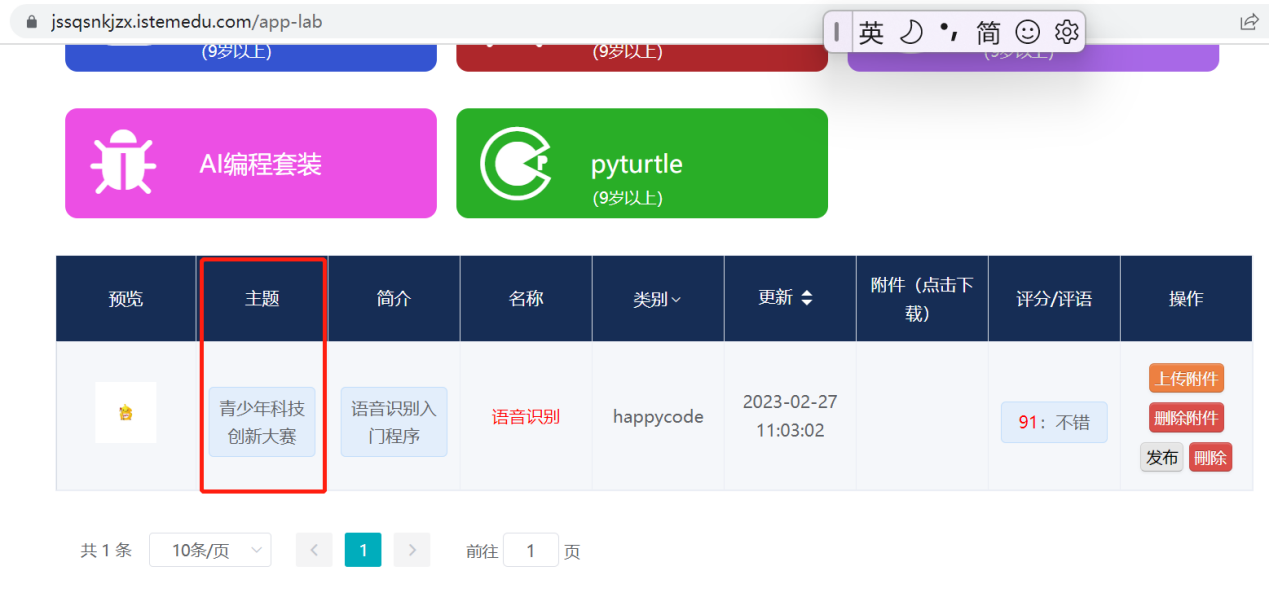 jssqsnkjzx.istemedu.com/app-lab
英 简
(9岁以上)
(9岁以上)
(9岁以上)
AI编程套装
pyturtle
(9岁以上)
预览
主题
简介
名称
类别
更新
附件（点击下
载）
评分/评语
操作
青少年科技
创新大赛
语音识别入
门程序
语音识别
happycode
2023-02-27
11:03:02
91：不错
上传附件
删除附件
发布 刪除
共 1 条
10条/页
1
前往 1 页